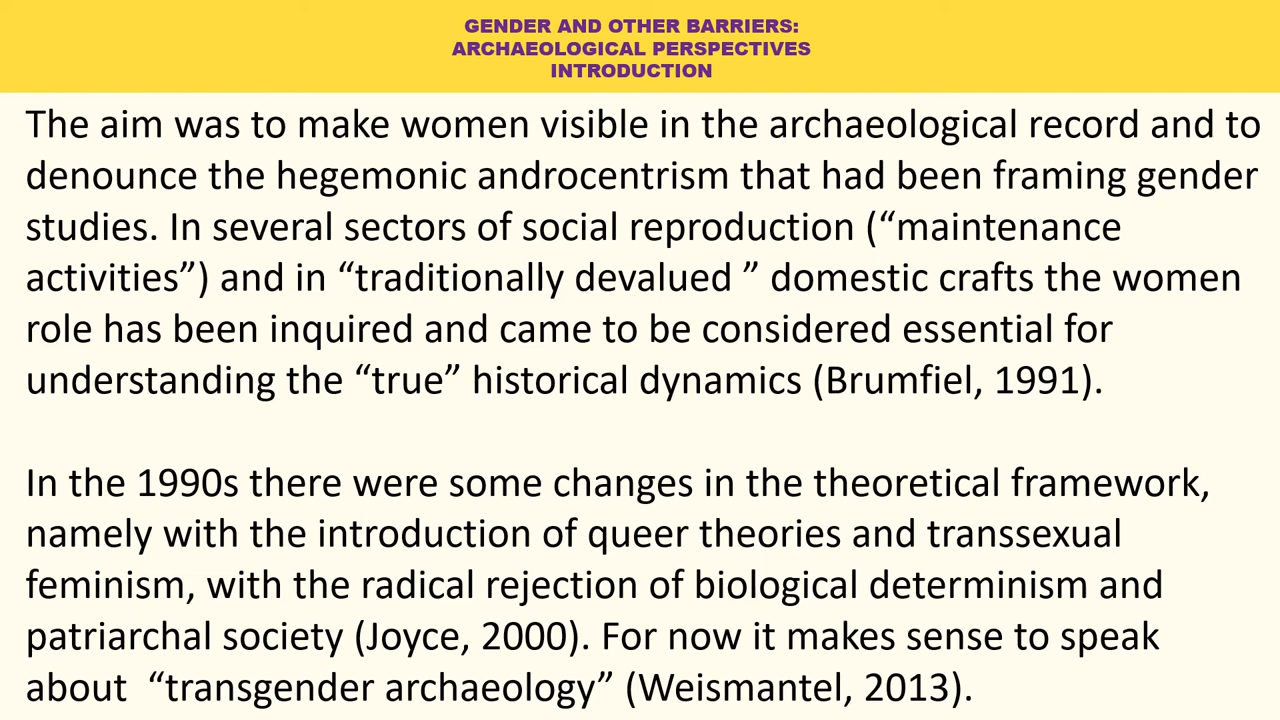 GENDER AND OTHER BARRIERS:
ARCHAEOLOGICAL PERSPECTIVES
INTRODUCTION
The aim was to make women visible in the archaeological record and to
denounce the hegemonic androcentrism that had been framing gender
studies. In several sectors of social reproduction (“maintenance
activities”) and in “traditionally devalued ” domestic crafts the women
role has been inquired and came to be considered essential for
understanding the “true” historical dynamics (Brumfiel, 1991).
In the 1990s there were some changes in the theoretical framework,
namely with the introduction of queer theories and transsexual
feminism, with the radical rejection of biological determinism and
patriarchal society (Joyce, 2000). For now it makes sense to speak
about  “transgender archaeology” (Weismantel, 2013).